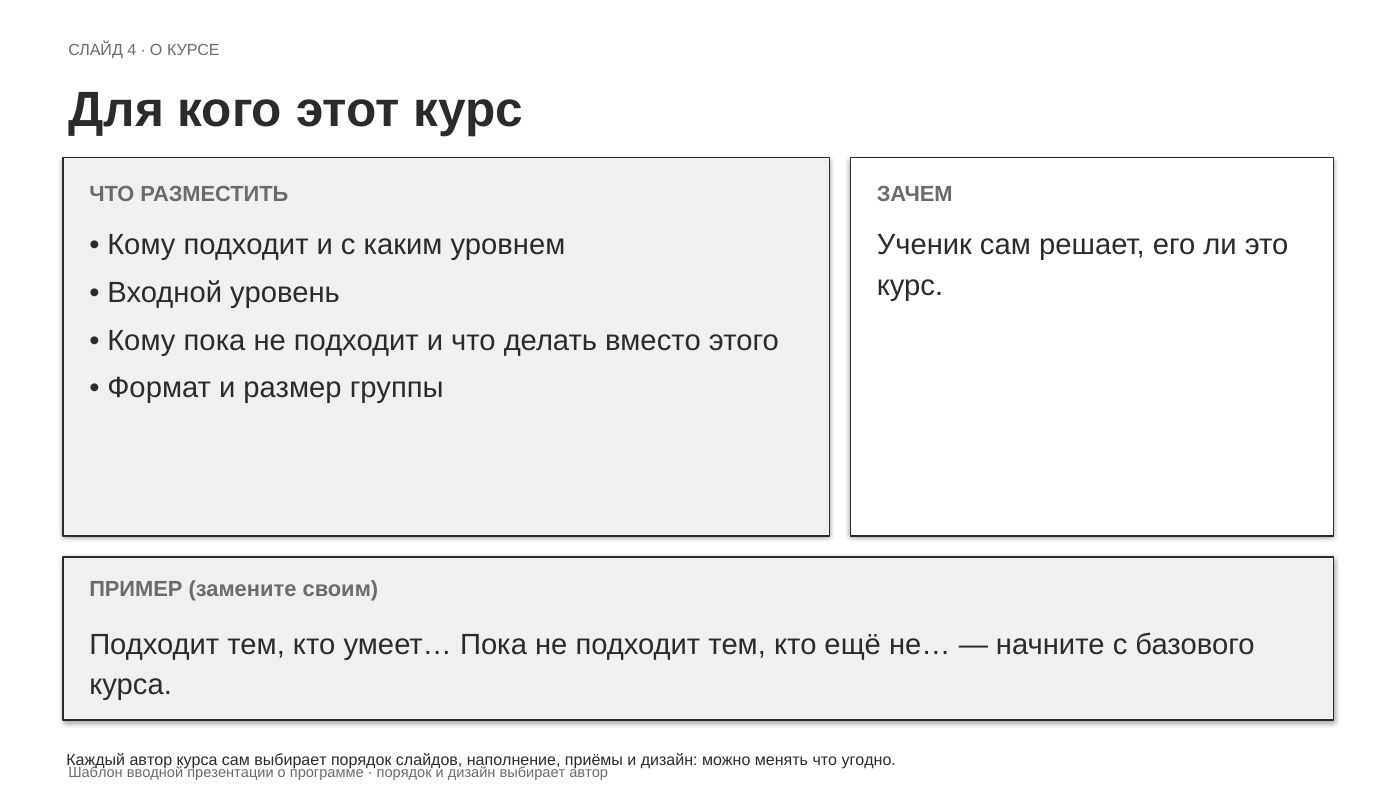 СЛАЙД 4 · О КУРСЕ
Для кого этот курс
ЧТО РАЗМЕСТИТЬ
• Кому подходит и с каким уровнем
• Входной уровень
• Кому пока не подходит и что делать вместо этого
• Формат и размер группы
ЗАЧЕМ
Ученик сам решает, его ли это
курс.
ПРИМЕР (замените своим)
Подходит тем, кто умеет… Пока не подходит тем, кто ещё не… — начните с базового
курса.
Каждый автор курса сам выбирает порядок слайдов, наполнение, приёмы и дизайн: можно менять что угодно.
Шаблон вводной презентации о программе · порядок и дизайн выбирает автор